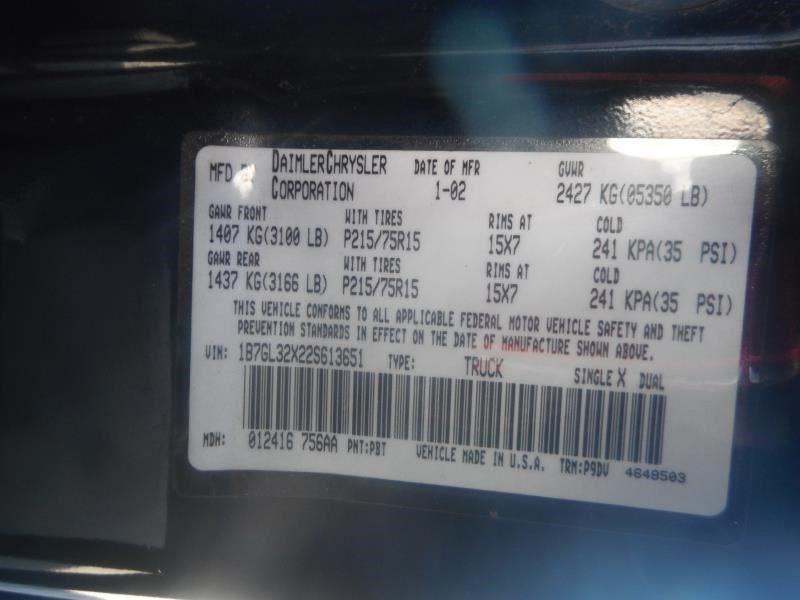 MFD BY DAIMLERCHRYSLER CORPORATION DATE OF MFR 1-02 GVWR 2427 KG(05350 LB)
GAWR FRONT WITH TIRES RIMS AT COLD
1407 KG(3100 LB) P215/75R15 15X7 241 KPA(35 PSI)
GAWR REAR WITH TIRES RIMS AT COLD
1437 KG(3166 LB) P215/75R15 15X7 241 KPA(35 PSI)
THIS VEHICLE CONFORMS TO ALL APPLICABLE FEDERAL MOTOR VEHICLE SAFETY AND THEFT
PREVENTION STANDARDS IN EFFECT ON THE DATE OF MANUFACTURE SHOWN ABOVE.
VIN: 1B7GL32X22S613651 TYPE: TRUCK SINGLE X DUAL
MDH: 012416 756AA PNT:PBT VEHICLE MADE IN U.S.A. TRM:P9DV 4648503